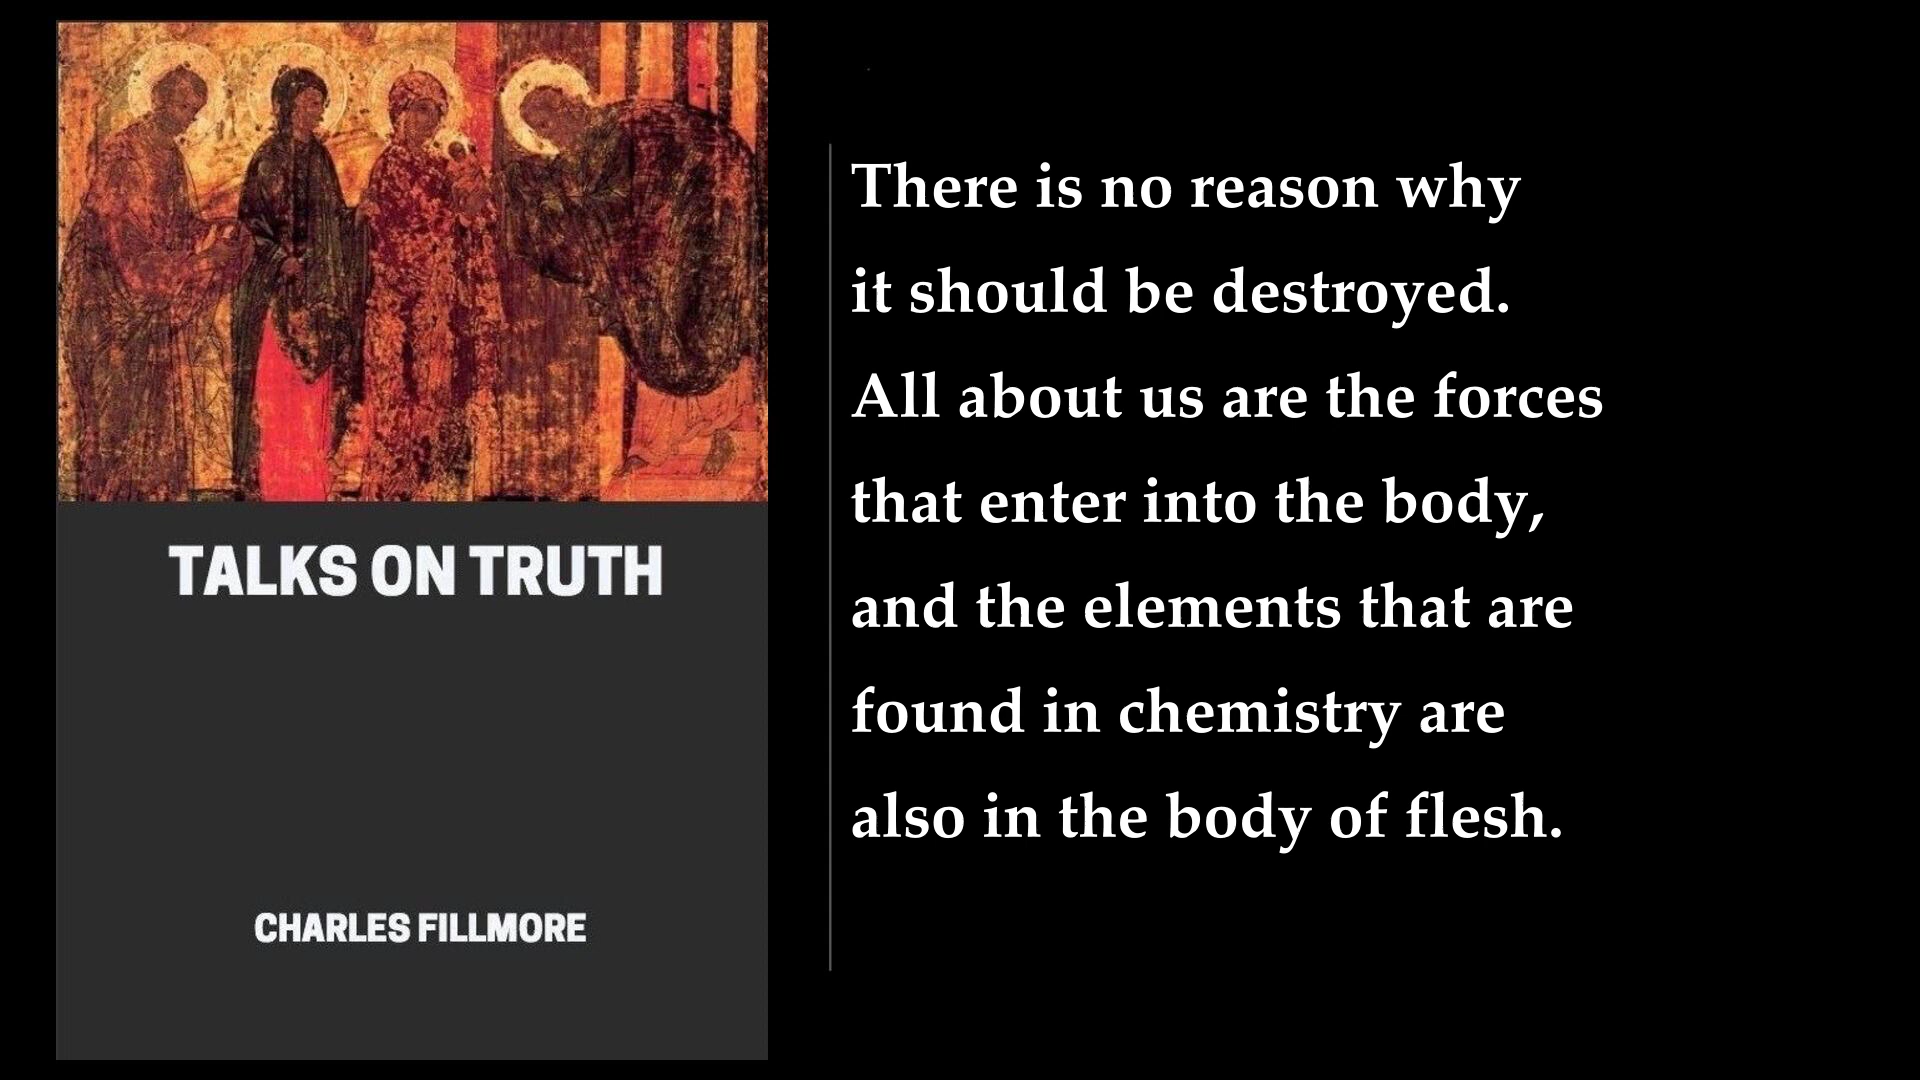 TALKS ON TRUTH
CHARLES FILLMORE
There is no reason why
it should be destroyed.
All about us are the forces
that enter into the body,
and the elements that are
found in chemistry are
also in the body of flesh.